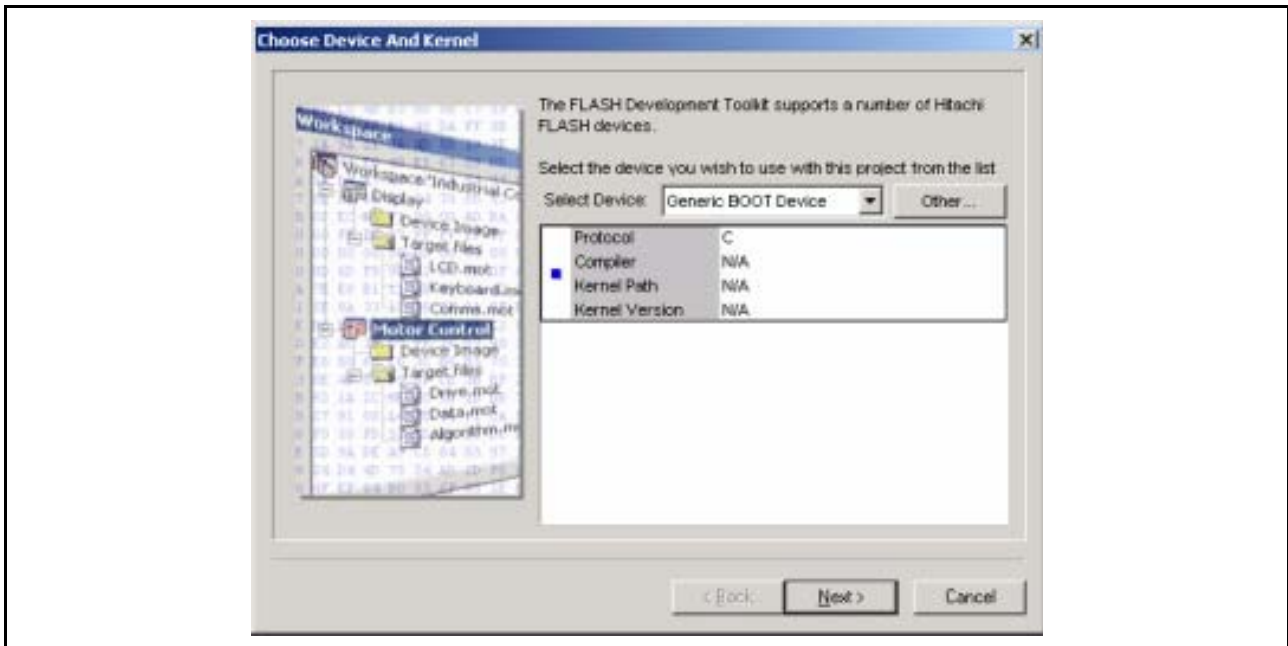 Choose Device And Kernel
The FLASH Development Toolkit supports a number of Hitachi
FLASH devices.
Select the device you wish to use with this project from the list
Select Device: Generic BOOT Device Other...
Protocol C
Compiler N/A
Kernel Path N/A
Kernel Version N/A
Workspace
Workspace "Industrial Co
Display
Device Image
Target Files
LCD.mot
Keyboard.mo
Comms.mot
Motor Control
Device Image
Target Files
Drive.mot
Data.mot
Algorithm.m
< Back Next > Cancel